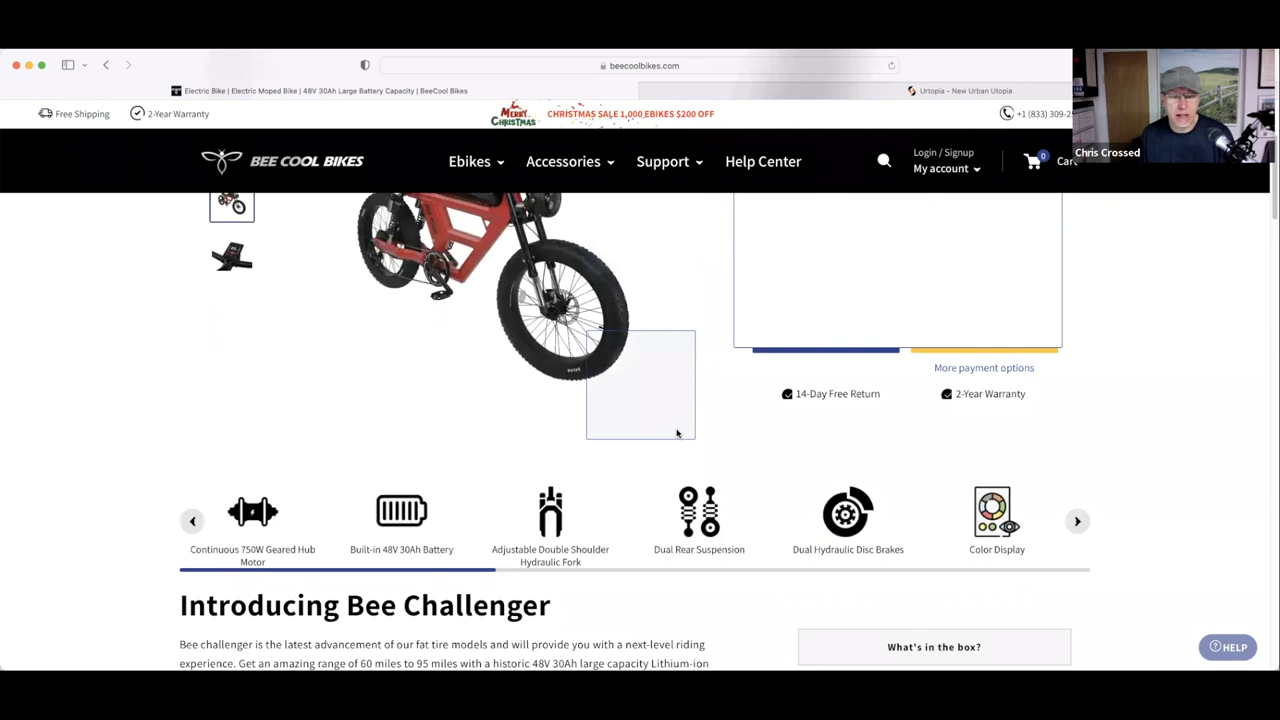 beecoolbikes.com
Electric Bike | Electric Moped Bike | 48V 30Ah Large Battery Capacity | BeeCool Bikes
Urtopia – New Urban Utopia
Free Shipping
2-Year Warranty
MERRY CHRISTMAS
CHRISTMAS SALE 1,000 EBIKES $200 OFF
+1 (833) 309-2
Chris Crossed
BEE COOL BIKES
Ebikes
Accessories
Support
Help Center
Login / Signup
My account
0
Cart
More payment options
14-Day Free Return
2-Year Warranty
Continuous 750W Geared Hub
Motor
Built-in 48V 30Ah Battery
Adjustable Double Shoulder
Hydraulic Fork
Dual Rear Suspension
Dual Hydraulic Disc Brakes
Color Display
Introducing Bee Challenger
Bee challenger is the latest advancement of our fat tire models and will provide you with a next-level riding
experience. Get an amazing range of 60 miles to 95 miles with a historic 48V 30Ah large capacity Lithium-ion
What's in the box?
HELP